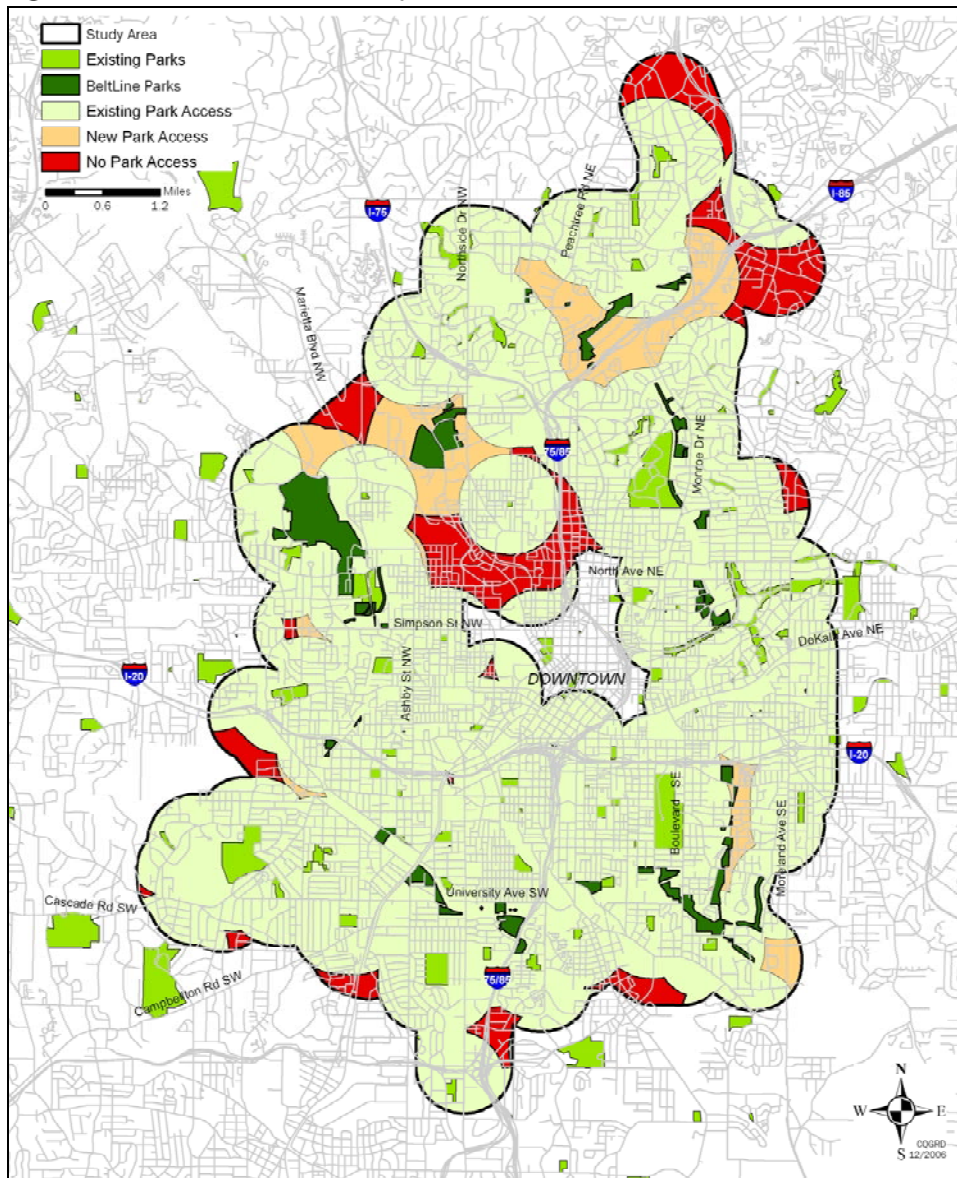 Study Area
Existing Parks
BeltLine Parks
Existing Park Access
New Park Access
No Park Access
Miles
0 0.6 1.2
I-75
I-85
Northside Dr NW
Peachtree Rd NE
Marietta Blvd NW
75/85
Monroe Dr NE
North Ave NE
Simpson St NW
DeKalb Ave NE
I-20
Ashby St NW
DOWNTOWN
I-20
Boulevard SE
Moreland Ave SE
University Ave SW
Cascade Rd SW
Campbellton Rd SW
75/85
N
W E
S
COGRD
12/2006